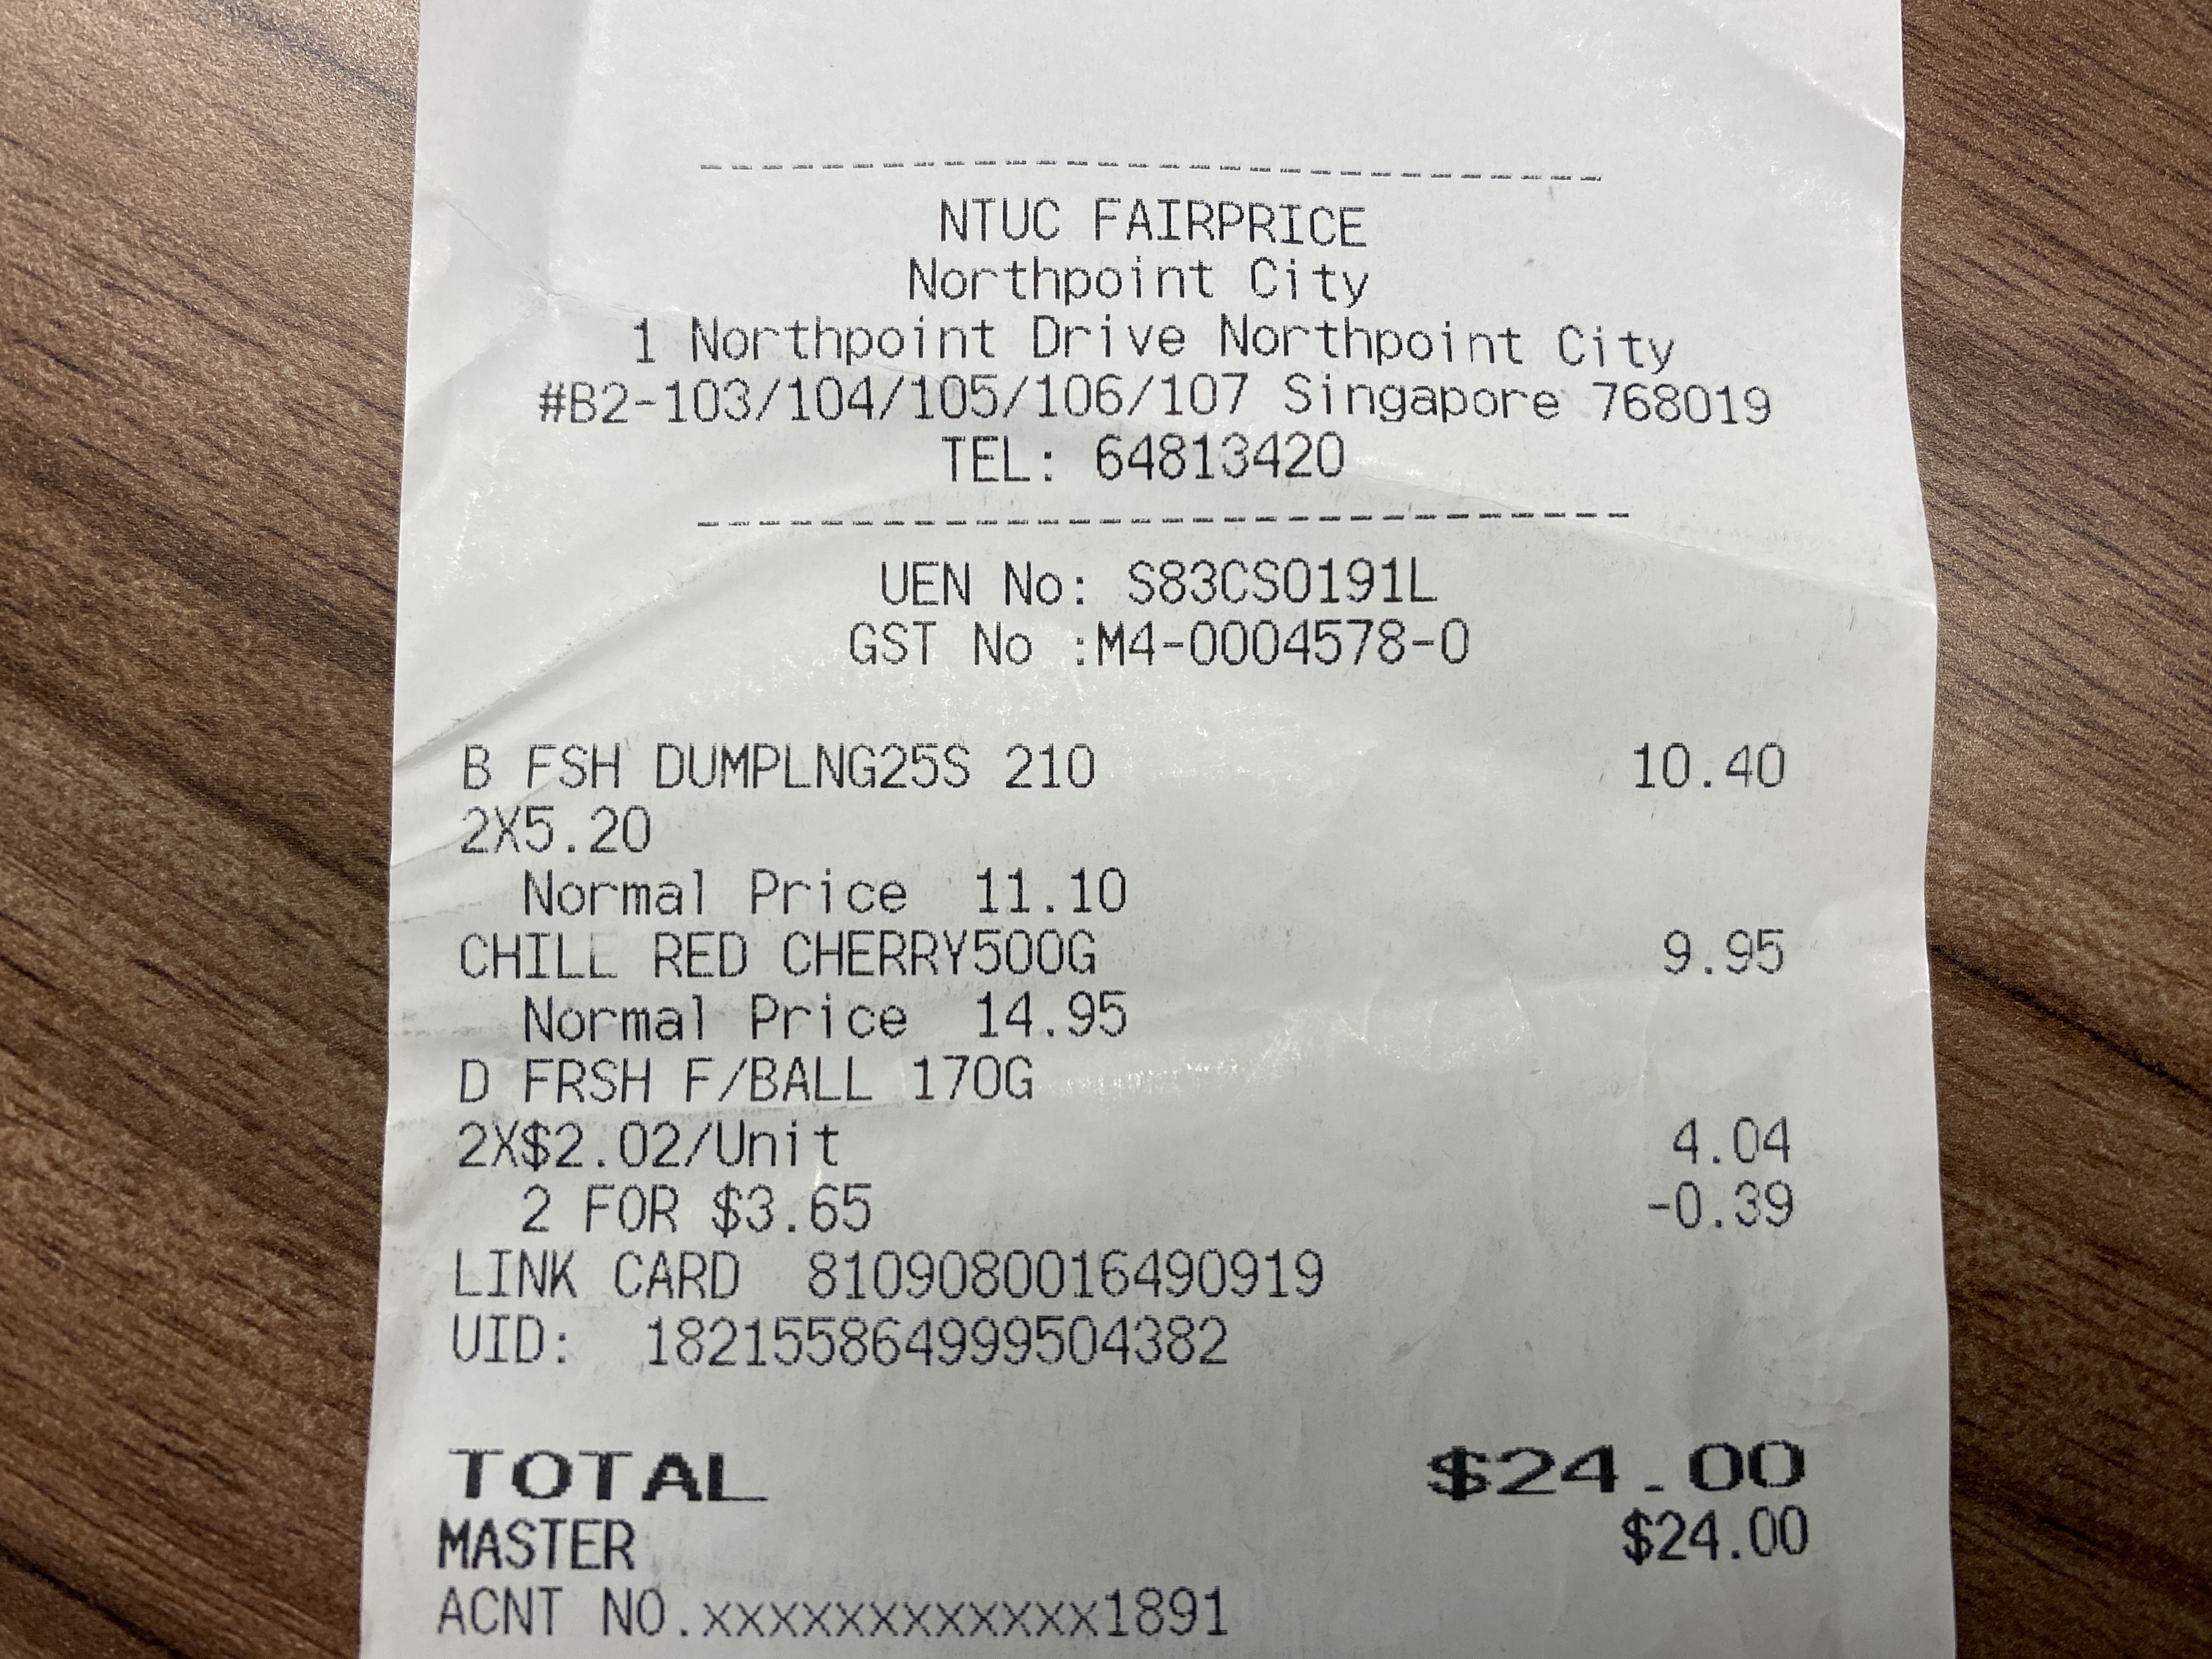 NTUC FAIRPRICE
Northpoint City
1 Northpoint Drive Northpoint City
#B2-103/104/105/106/107 Singapore 768019
TEL: 64813420
UEN No: S83CS0191L
GST No :M4-0004578-0
B FSH DUMPLNG25S 210 10.40
2X5.20
Normal Price 11.10
CHILL RED CHERRY500G 9.95
Normal Price 14.95
D FRSH F/BALL 170G
2X$2.02/Unit 4.04
2 FOR $3.65 -0.39
LINK CARD 8109080016490919
UID: 182155864999504382
TOTAL $24.00
MASTER $24.00
ACNT NO.XXXXXXXXXXXXXX1891